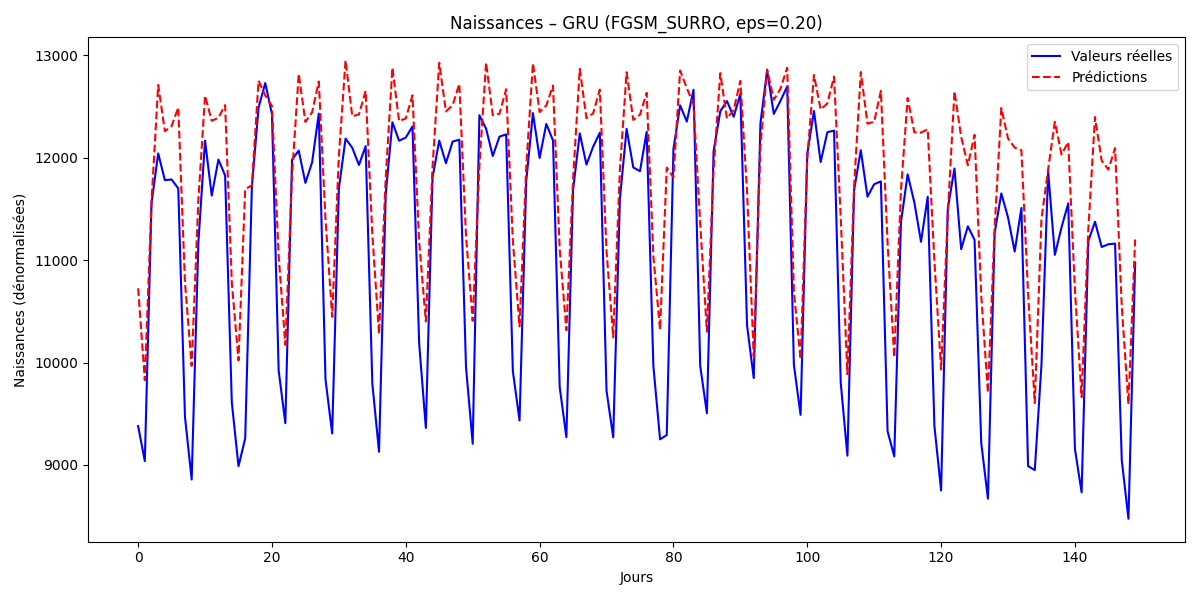 Naissances – GRU (FGSM_SURRO, eps=0.20)
Valeurs réelles
Prédictions
Naissances (dénormalisées)
13000
12000
11000
10000
9000
0 20 40 60 80 100 120 140
Jours